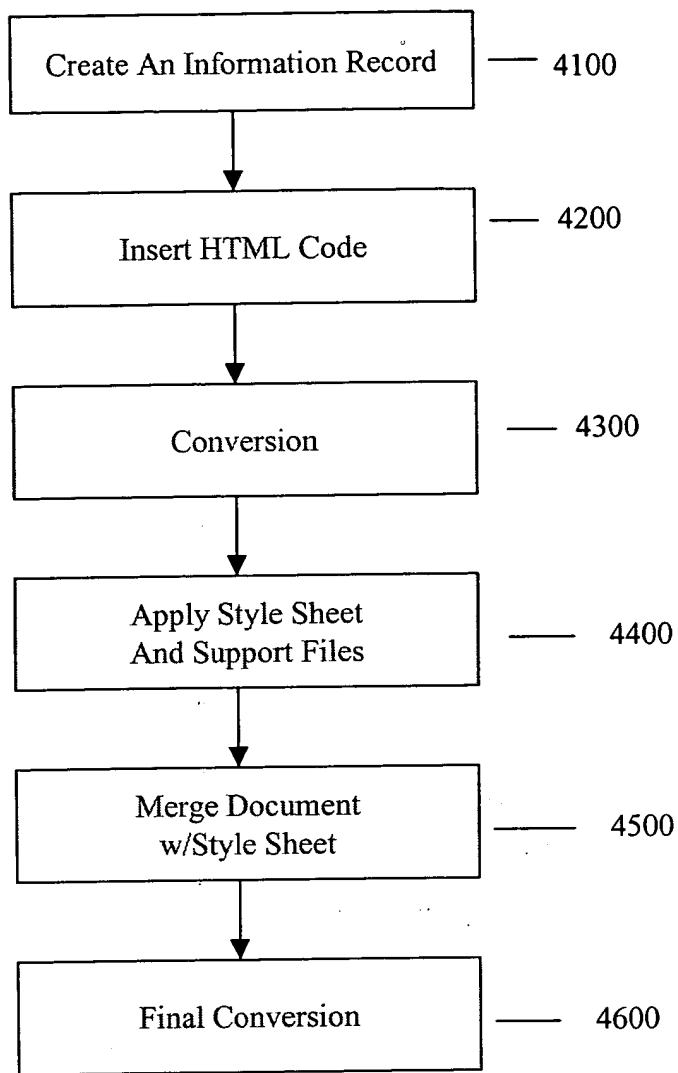 Create An Information Record
4100
Insert HTML Code
4200
Conversion
4300
Apply Style Sheet
And Support Files
4400
Merge Document
w/Style Sheet
4500
Final Conversion
4600